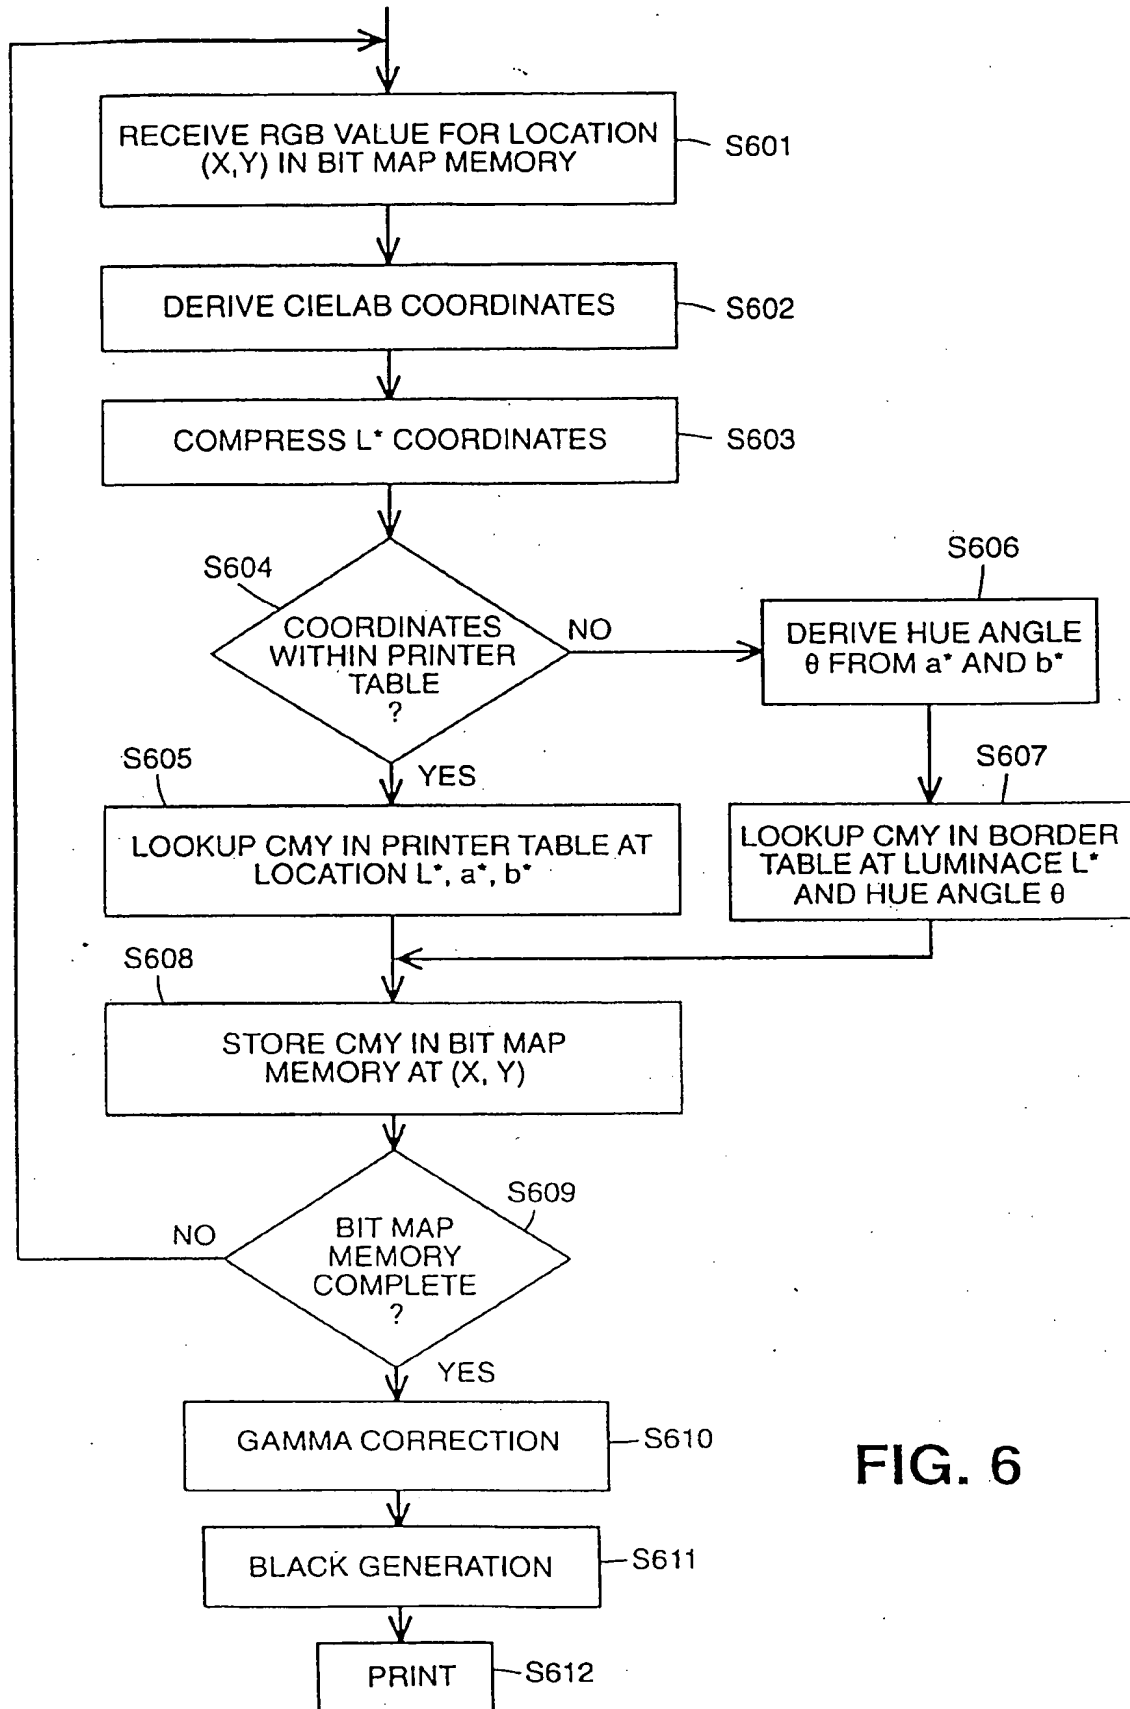 RECEIVE RGB VALUE FOR LOCATION
(X,Y) IN BIT MAP MEMORY
S601
DERIVE CIELAB COORDINATES
S602
COMPRESS L* COORDINATES
S603
S604
COORDINATES
WITHIN PRINTER
TABLE
?
NO
S606
DERIVE HUE ANGLE
θ FROM a* AND b*
YES
S605
LOOKUP CMY IN PRINTER TABLE AT
LOCATION L*, a*, b*
S607
LOOKUP CMY IN BORDER
TABLE AT LUMINACE L*
AND HUE ANGLE θ
S608
STORE CMY IN BIT MAP
MEMORY AT (X, Y)
S609
BIT MAP
MEMORY
COMPLETE
?
NO
YES
GAMMA CORRECTION
S610
BLACK GENERATION
S611
PRINT
S612
FIG. 6